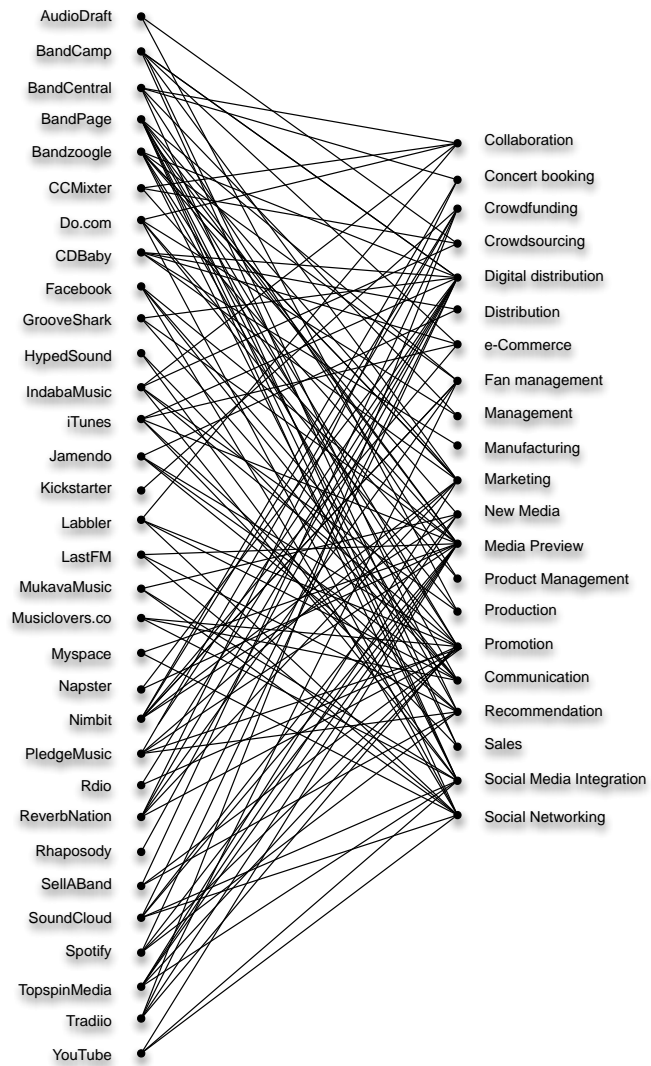 AudioDraft
BandCamp
BandCentral
BandPage
Bandzoogle
CCMixter
Do.com
CDBaby
Facebook
GrooveShark
HypedSound
IndabaMusic
iTunes
Jamendo
Kickstarter
Labbler
LastFM
MukavaMusic
Musiclovers.co
Myspace
Napster
Nimbit
PledgeMusic
Rdio
ReverbNation
Rhaposody
SellABand
SoundCloud
Spotify
TopspinMedia
Tradiio
YouTube
Collaboration
Concert booking
Crowdfunding
Crowdsourcing
Digital distribution
Distribution
e-Commerce
Fan management
Management
Manufacturing
Marketing
New Media
Media Preview
Product Management
Production
Promotion
Communication
Recommendation
Sales
Social Media Integration
Social Networking